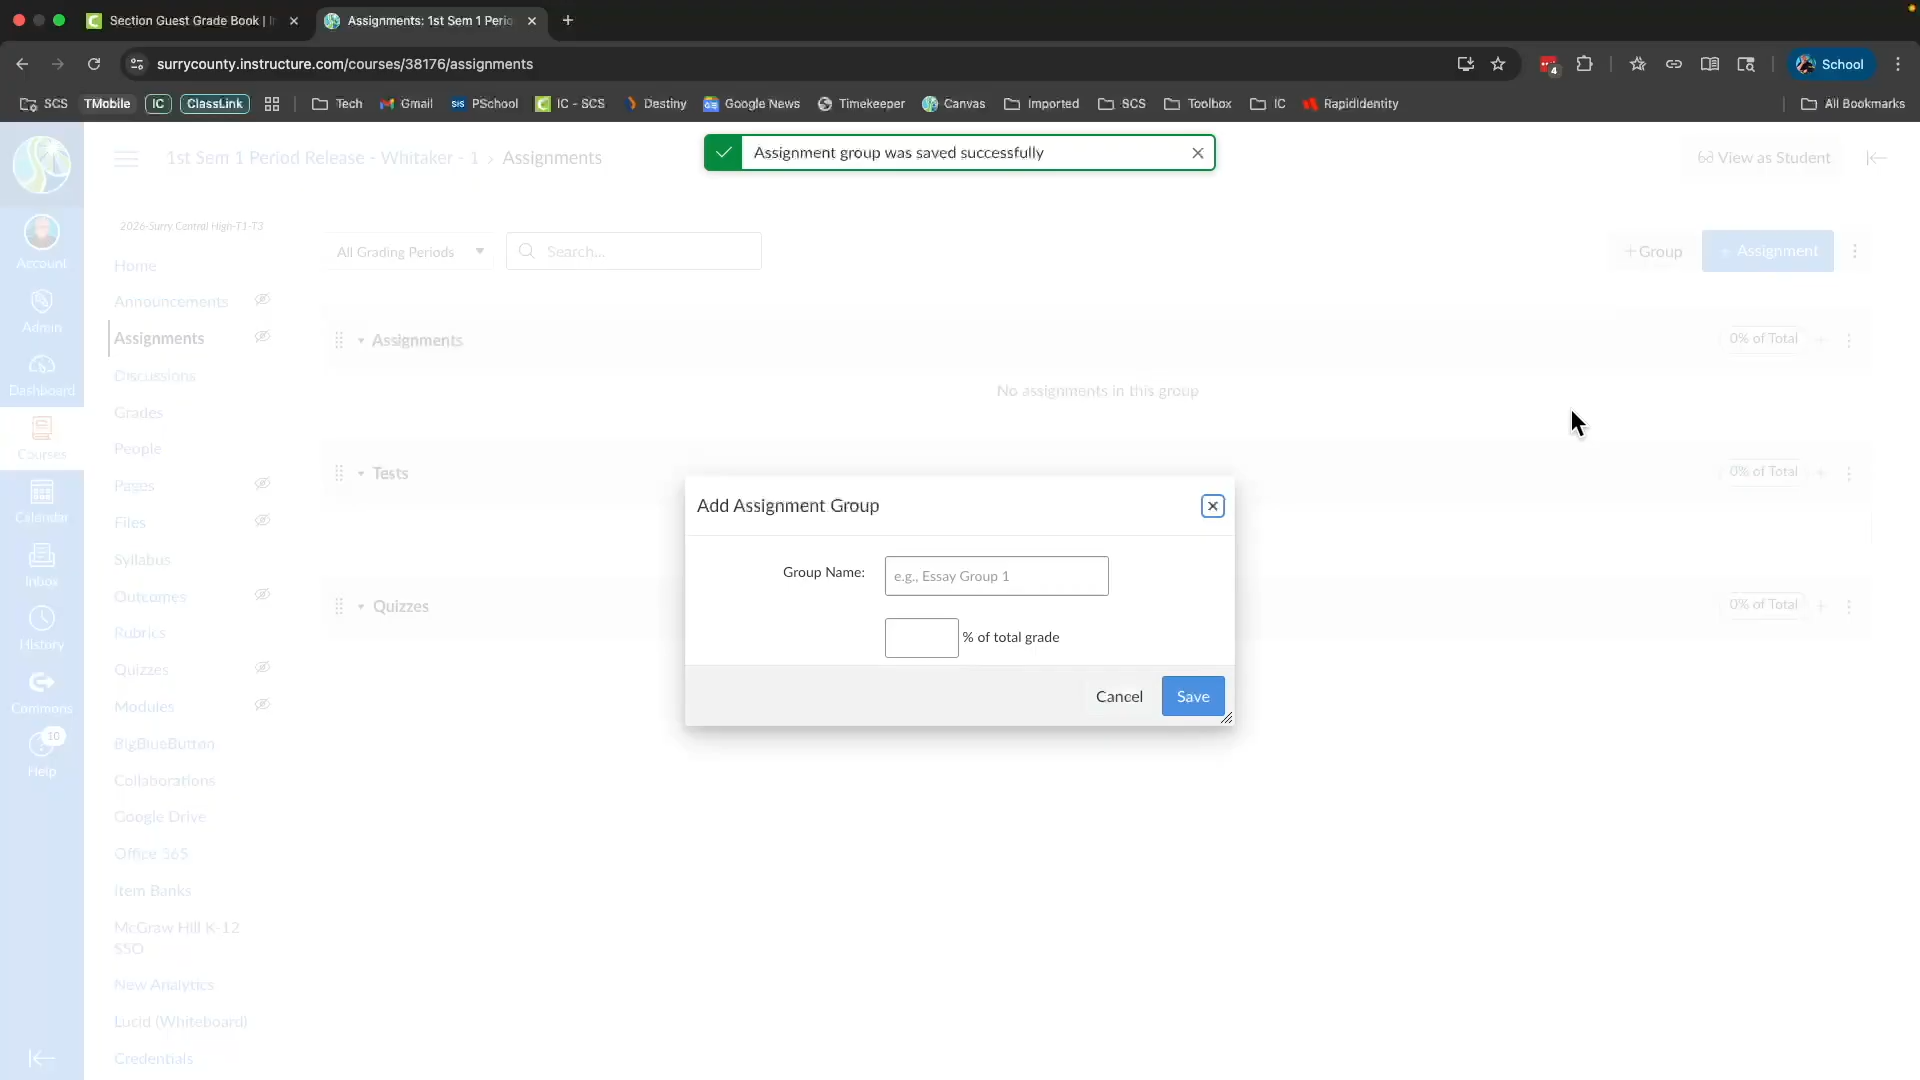 Section Guest Grade Book | I
Assignments: 1st Sem 1 Perio
surrycounty.instructure.com/courses/38176/assignments
4
School
SCS
TMobile
IC
ClassLink
Tech
Gmail
SIS PSchool
IC - SCS
Destiny
Google News
Timekeeper
Canvas
Imported
SCS
Toolbox
IC
RapidIdentity
All Bookmarks
1st Sem 1 Period Release - Whitaker - 1 › Assignments
Assignment group was saved successfully
View as Student
2026-Surry Central High-T1-T3
Account
Admin
Dashboard
Courses
Calendar
Inbox
History
Commons
10
Help
Home
Announcements
Assignments
Discussions
Grades
People
Pages
Files
Syllabus
Outcomes
Rubrics
Quizzes
Modules
BigBlueButton
Collaborations
Google Drive
Office 365
Item Banks
McGraw Hill K-12
SSO
New Analytics
Lucid (Whiteboard)
Credentials
All Grading Periods
Search...
+ Group
+ Assignment
Assignments
0% of Total +
No assignments in this group
Tests
0% of Total +
Quizzes
0% of Total +
Add Assignment Group
Group Name:
e.g., Essay Group 1
% of total grade
Cancel
Save